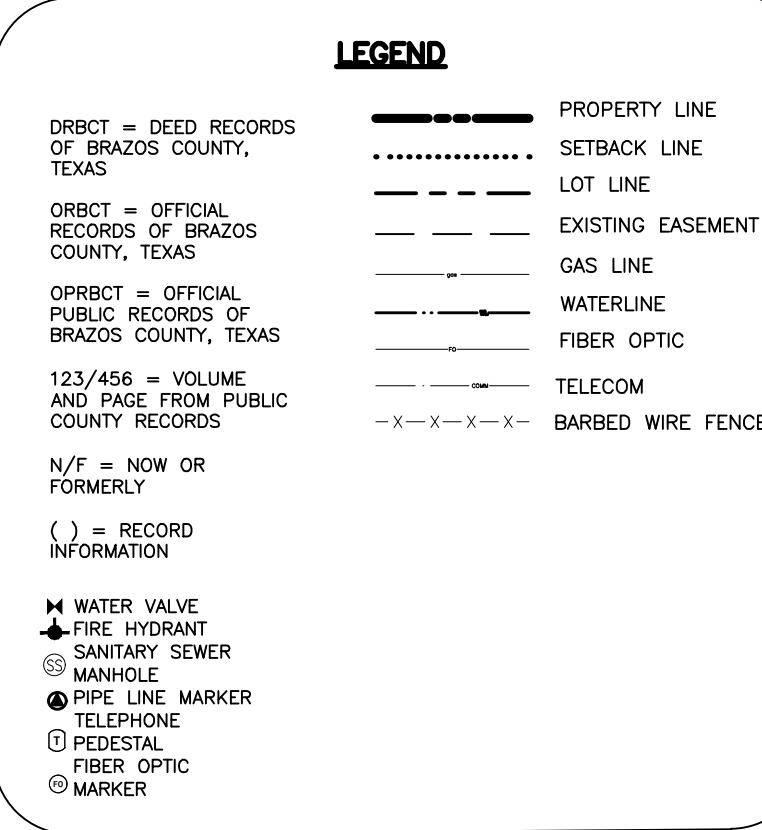 LEGEND
DRBCT = DEED RECORDS
OF BRAZOS COUNTY,
TEXAS
ORBCT = OFFICIAL
RECORDS OF BRAZOS
COUNTY, TEXAS
OPRBCT = OFFICIAL
PUBLIC RECORDS OF
BRAZOS COUNTY, TEXAS
123/456 = VOLUME
AND PAGE FROM PUBLIC
COUNTY RECORDS
N/F = NOW OR
FORMERLY
( ) = RECORD
INFORMATION
WATER VALVE
FIRE HYDRANT
SANITARY SEWER
SS MANHOLE
PIPE LINE MARKER
TELEPHONE
T PEDESTAL
FIBER OPTIC
FO MARKER
PROPERTY LINE
SETBACK LINE
LOT LINE
EXISTING EASEMENT
gas GAS LINE
WATERLINE
FO FIBER OPTIC
COMM TELECOM
X X X X BARBED WIRE FENCE